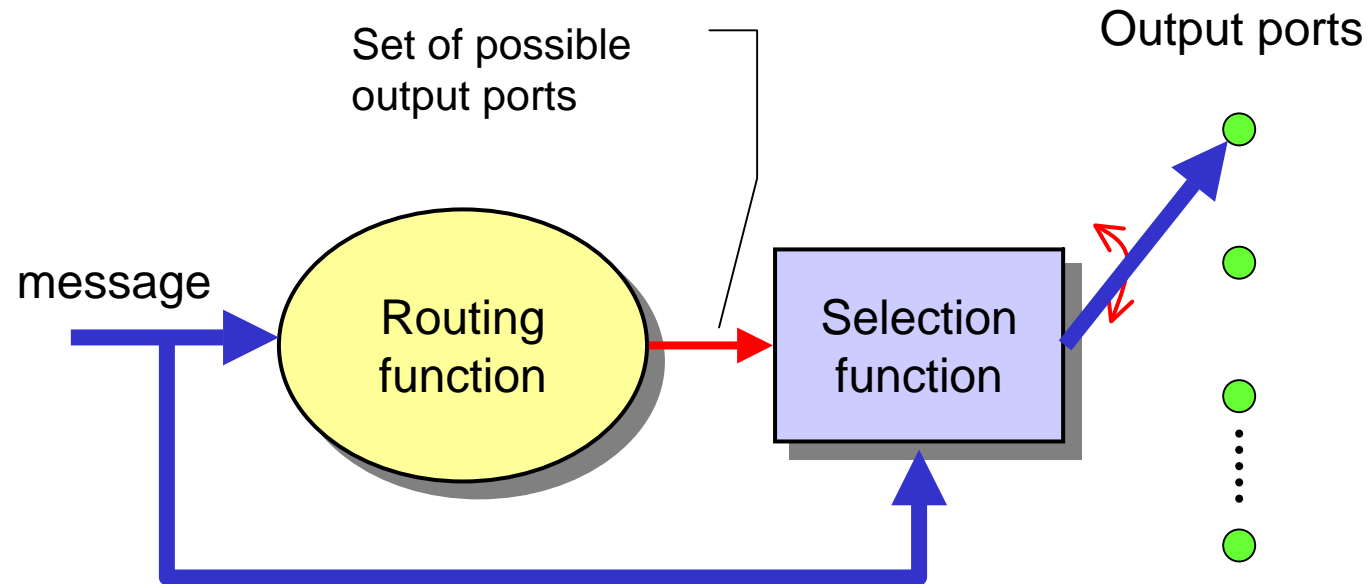 Set of possible
output ports
Output ports
message
Routing
function
Selection
function